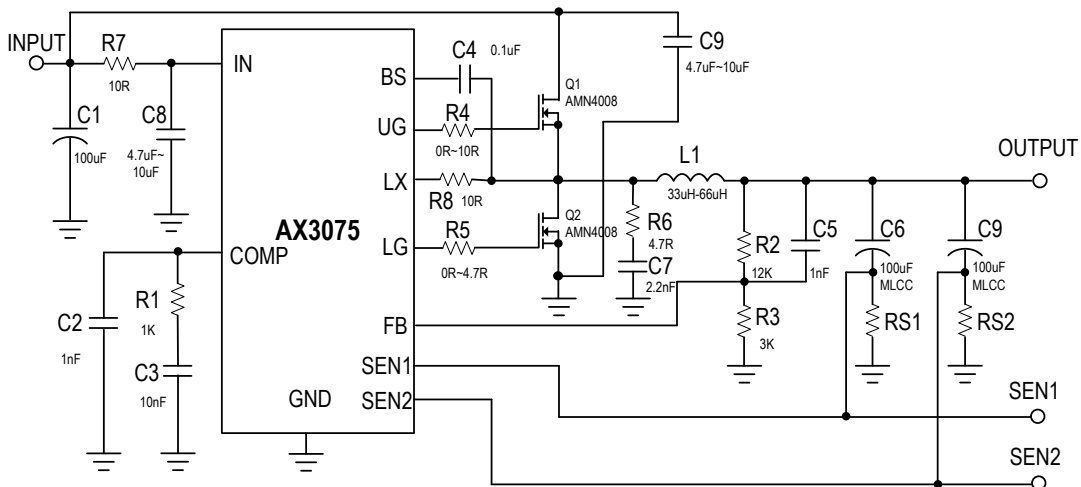 INPUT
R7
10R
C1
100uF
C8
4.7uF~
10uF
IN
BS
UG
LX
LG
AX3075
COMP
FB
SEN1
SEN2
GND
C4
0.1uF
R4
0R~10R
R8
10R
R5
0R~4.7R
Q1
AMN4008
Q2
AMN4008
C9
4.7uF~10uF
L1
33uH-66uH
OUTPUT
R6
4.7R
C7
2.2nF
R2
12K
C5
1nF
R3
3K
C6
100uF
MLCC
C9
100uF
MLCC
RS1
RS2
R1
1K
C2
1nF
C3
10nF
SEN1
SEN2